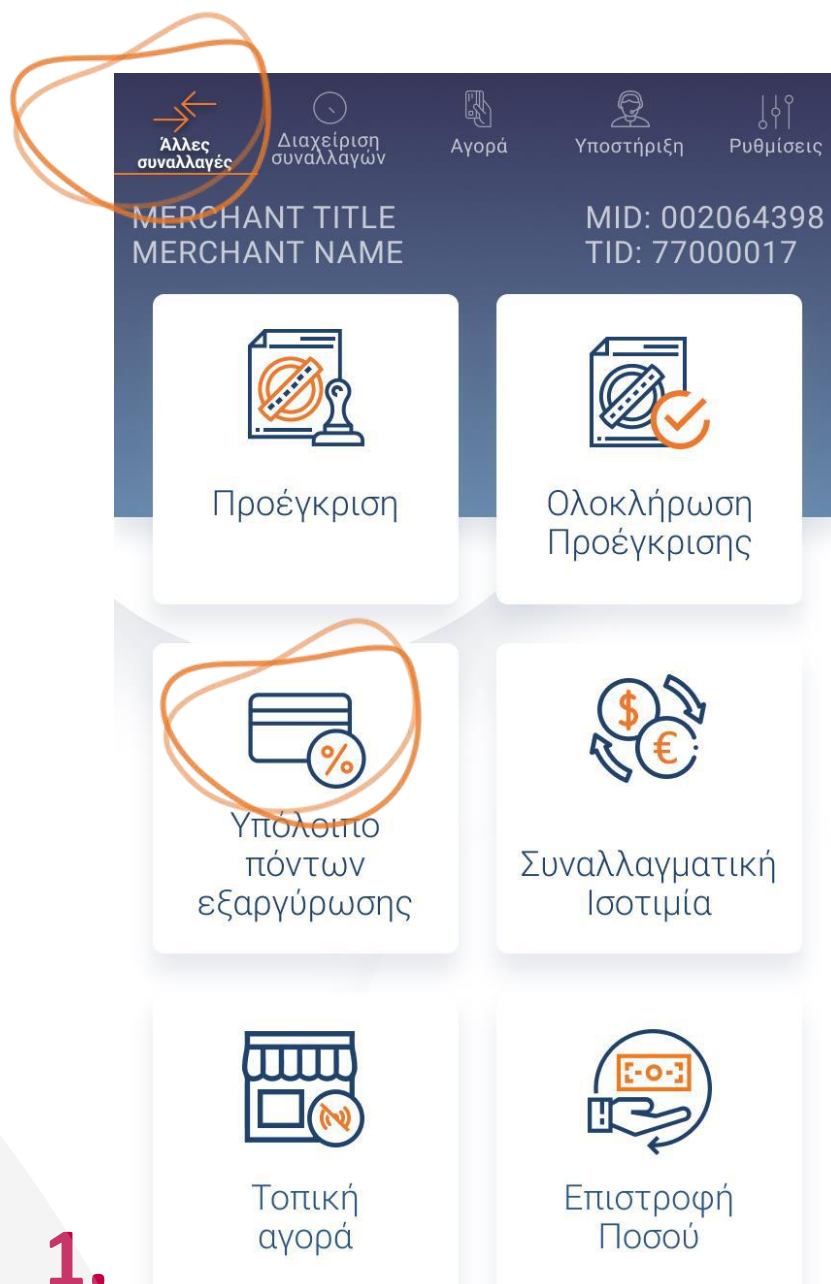 Άλλες
συναλλαγές
Διαχείριση
συναλλαγών
Αγορά
Υποστήριξη
Ρυθμίσεις
MERCHANT TITLE
MERCHANT NAME
MID: 002064398
TID: 77000017
Προέγκριση
Ολοκλήρωση
Προέγκρισης
%
Υπόλοιπο
πόντων
εξαργύρωσης
$
€
Συναλλαγματική
Ισοτιμία
Τοπική
αγορά
Επιστροφή
Ποσού
1.